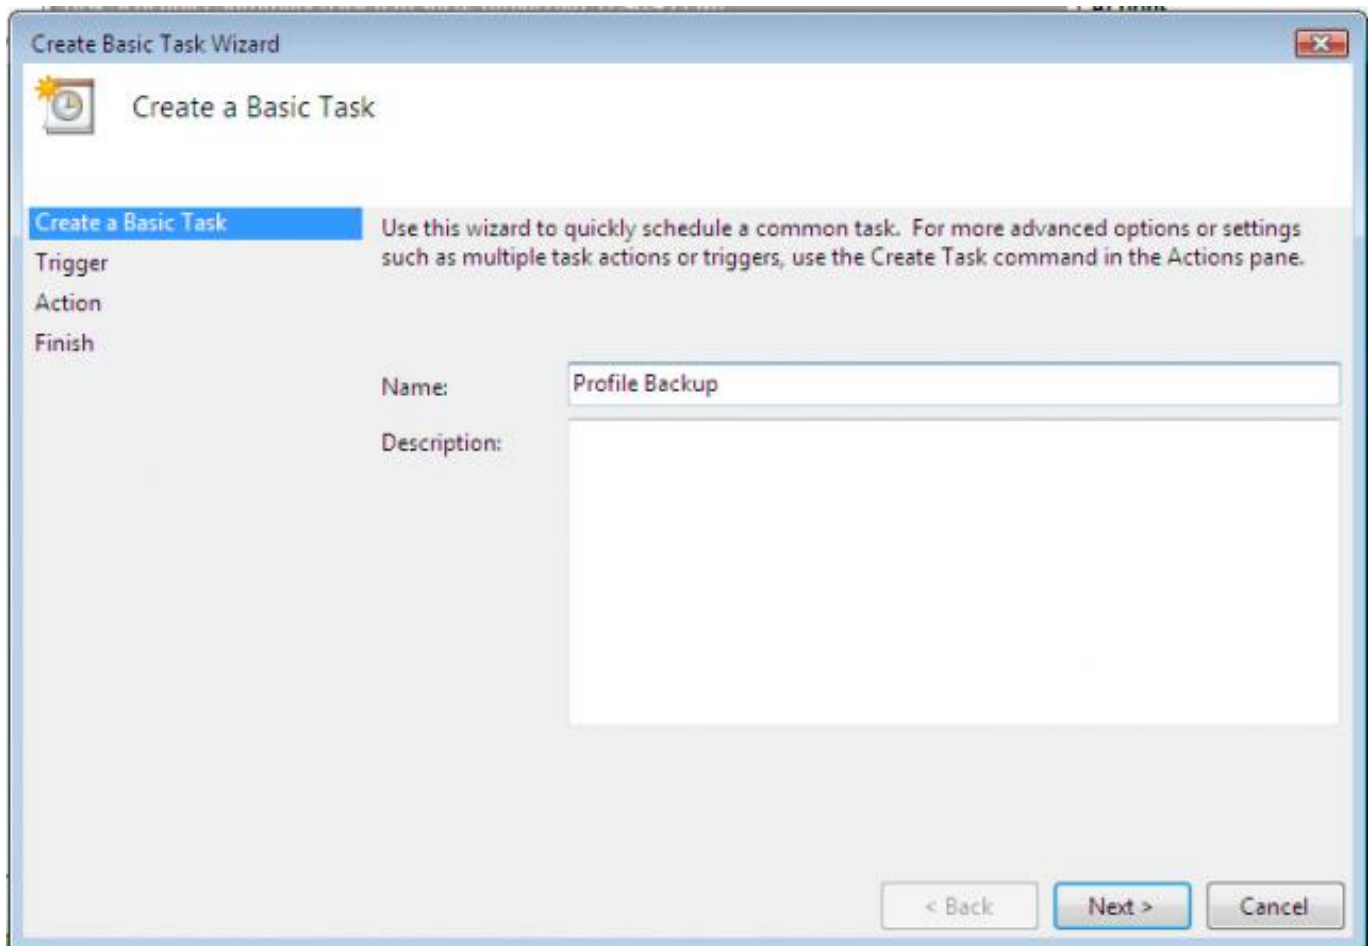 Create Basic Task Wizard
Create a Basic Task
Create a Basic Task
Trigger
Action
Finish
Use this wizard to quickly schedule a common task. For more advanced options or settings
such as multiple task actions or triggers, use the Create Task command in the Actions pane.
Name:
Profile Backup
Description:
< Back
Next >
Cancel